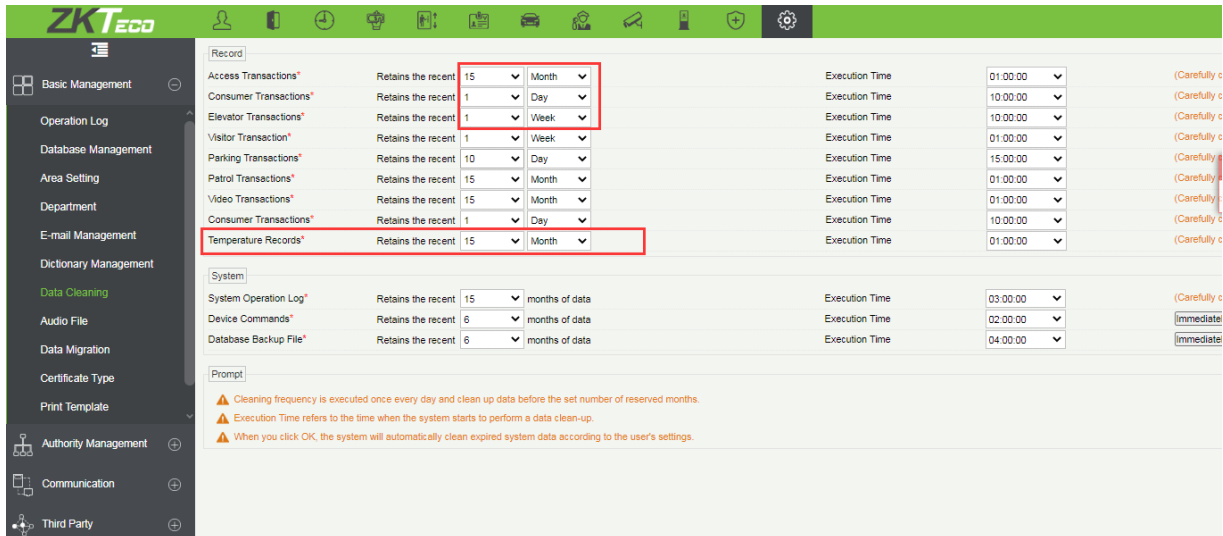 ZKTeco
Record
Access Transactions* Retains the recent 15 Month Execution Time 01:00:00 (Carefully
Basic Management
Consumer Transactions* Retains the recent 1 Day Execution Time 10:00:00 (Carefully
Operation Log
Elevator Transactions* Retains the recent 1 Week Execution Time 10:00:00 (Carefully
Visitor Transaction* Retains the recent 1 Week Execution Time 01:00:00 (Carefully
Database Management
Parking Transactions* Retains the recent 10 Day Execution Time 15:00:00 (Carefully
Area Setting
Patrol Transactions* Retains the recent 15 Month Execution Time 01:00:00 (Carefully
Video Transactions* Retains the recent 15 Month Execution Time 01:00:00 (Carefully
Department
Consumer Transactions* Retains the recent 1 Day Execution Time 10:00:00 (Carefully
E-mail Management
Temperature Records* Retains the recent 15 Month Execution Time 01:00:00 (Carefully
Dictionary Management
System
Data Cleaning
System Operation Log* Retains the recent 15 months of data Execution Time 03:00:00 (Carefully
Audio File
Device Commands* Retains the recent 6 months of data Execution Time 02:00:00 Immediatel
Database Backup File* Retains the recent 6 months of data Execution Time 04:00:00 Immediatel
Data Migration
Certificate Type
Prompt
Cleaning frequency is executed once every day and clean up data before the set number of reserved months.
Print Template
Execution Time refers to the time when the system starts to perform a data clean-up.
When you click OK, the system will automatically clean expired system data according to the user's settings.
Authority Management
Communication
Third Party